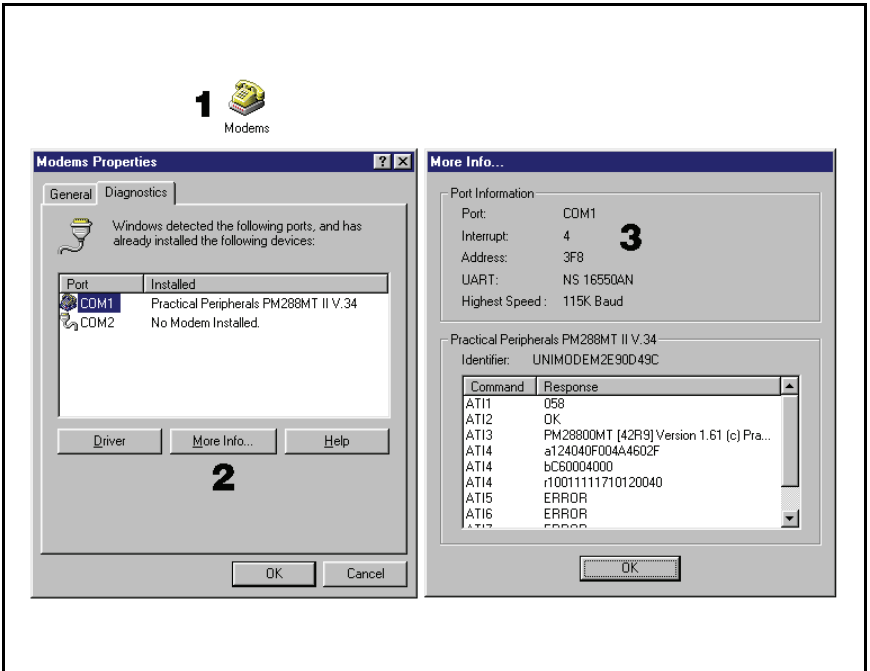 1
Modems
Modems Properties
General Diagnostics
Windows detected the following ports, and has
already installed the following devices:
Port Installed
COM1 Practical Peripherals PM288MT II V.34
COM2 No Modem Installed.
Driver More Info... Help
2
OK Cancel
More Info...
Port Information
Port: COM1
Interrupt: 4
3
Address: 3F8
UART: NS 16550AN
Highest Speed : 115K Baud
Practical Peripherals PM288MT II V.34
Identifier: UNIMODEM2E90D49C
Command Response
ATI1 058
ATI2 OK
ATI3 PM28800MT [42R9] Version 1.61 (c) Pra...
ATI4 a124040F004A4602F
ATI4 bC60004000
ATI4 r10011111710120040
ATI5 ERROR
ATI6 ERROR
ATI7 ERROR
OK